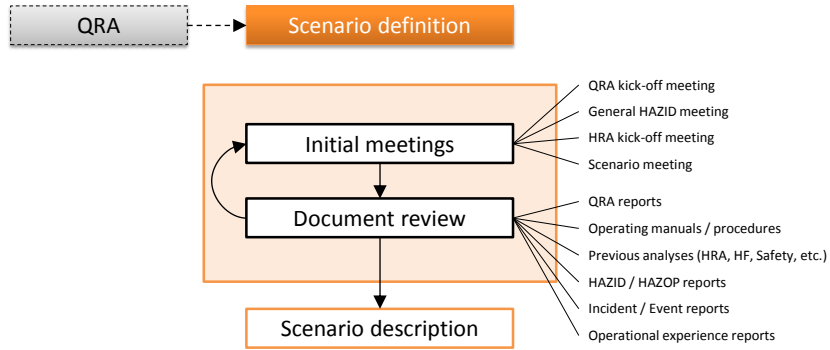 QRA
Scenario definition
QRA kick-off meeting
General HAZID meeting
Initial meetings
HRA kick-off meeting
Scenario meeting
QRA reports
Document review
Operating manuals / procedures
Previous analyses (HRA, HF, Safety, etc.)
HAZID / HAZOP reports
Incident / Event reports
Scenario description
Operational experience reports